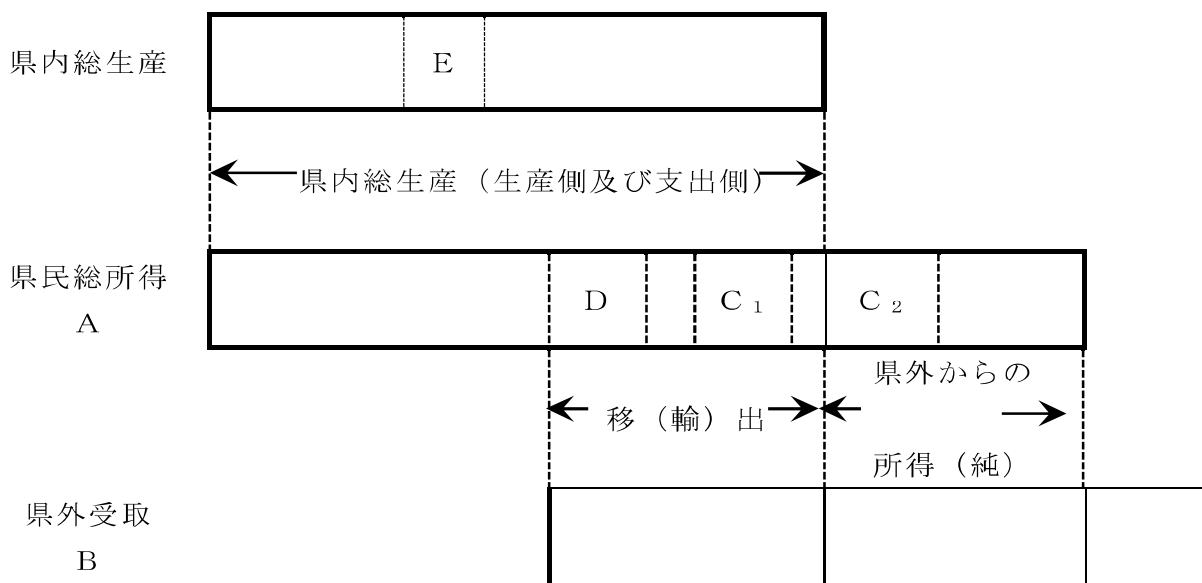 県内総生産
E
県内総生産（生産側及び支出側）
県民総所得
A
D
C₁
C₂
県外からの
移（輸）出
所得（純）
県外受取
B